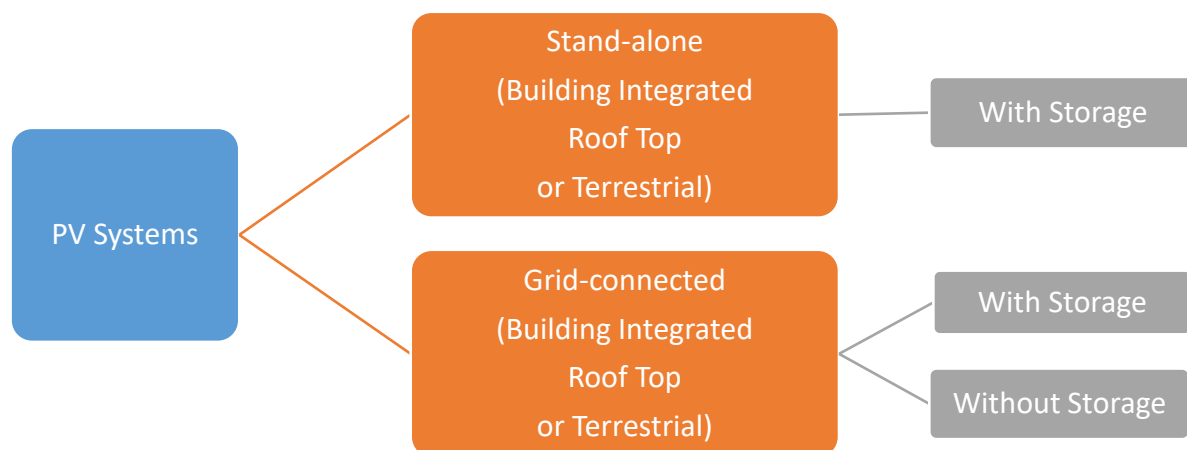 PV Systems
Stand-alone
(Building Integrated
Roof Top
or Terrestrial)
With Storage
Grid-connected
(Building Integrated
Roof Top
or Terrestrial)
With Storage
Without Storage